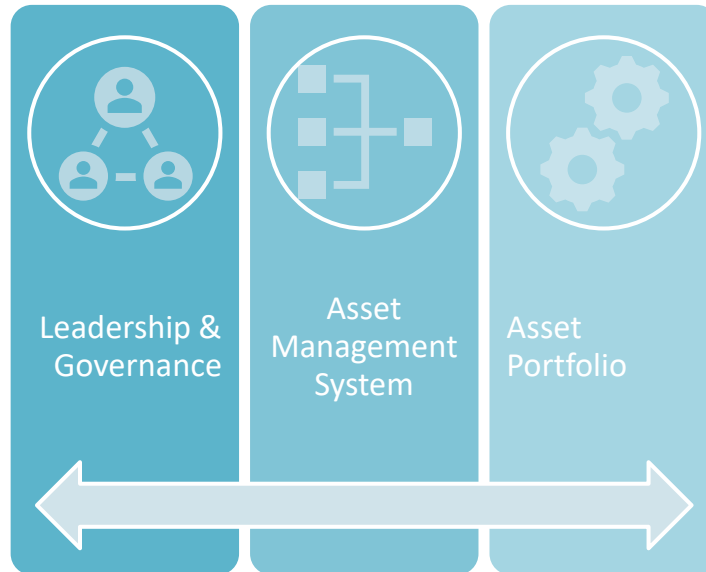 Leadership &
Governance
Asset
Management
System
Asset
Portfolio